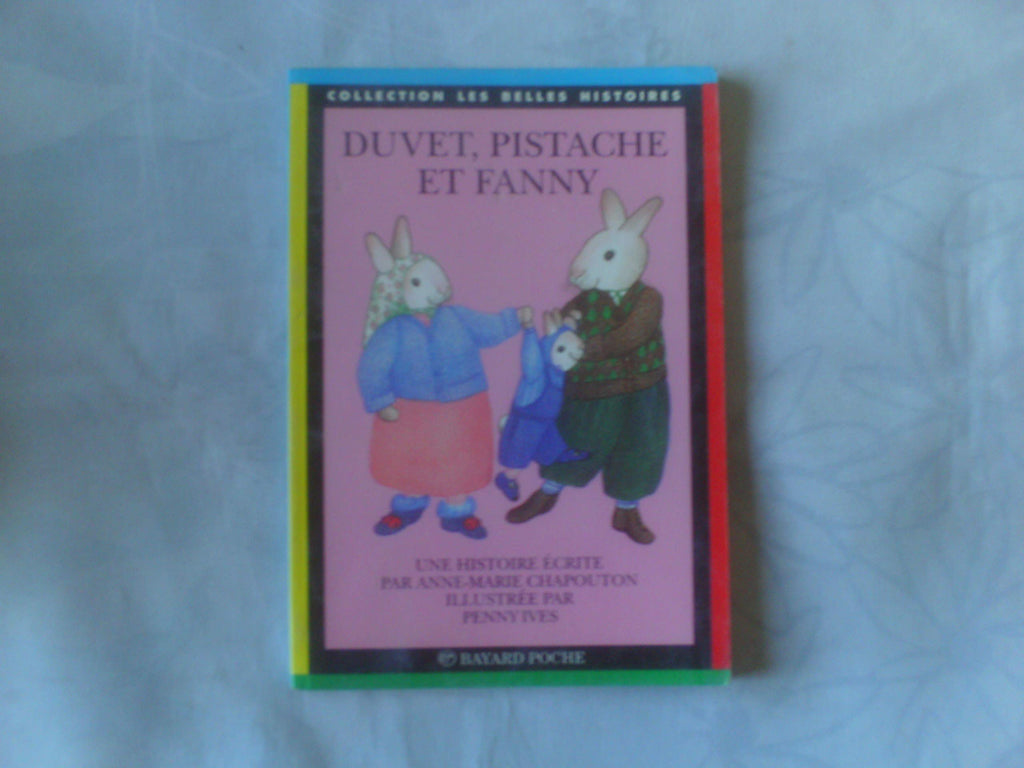 COLLECTION LES BELLES HISTOIRES
DUVET, PISTACHE
ET FANNY
UNE HISTOIRE ÉCRITE
PAR ANNE-MARIE CHAPOUTON
ILLUSTRÉE PAR
PENNY IVES
BAYARD POCHE